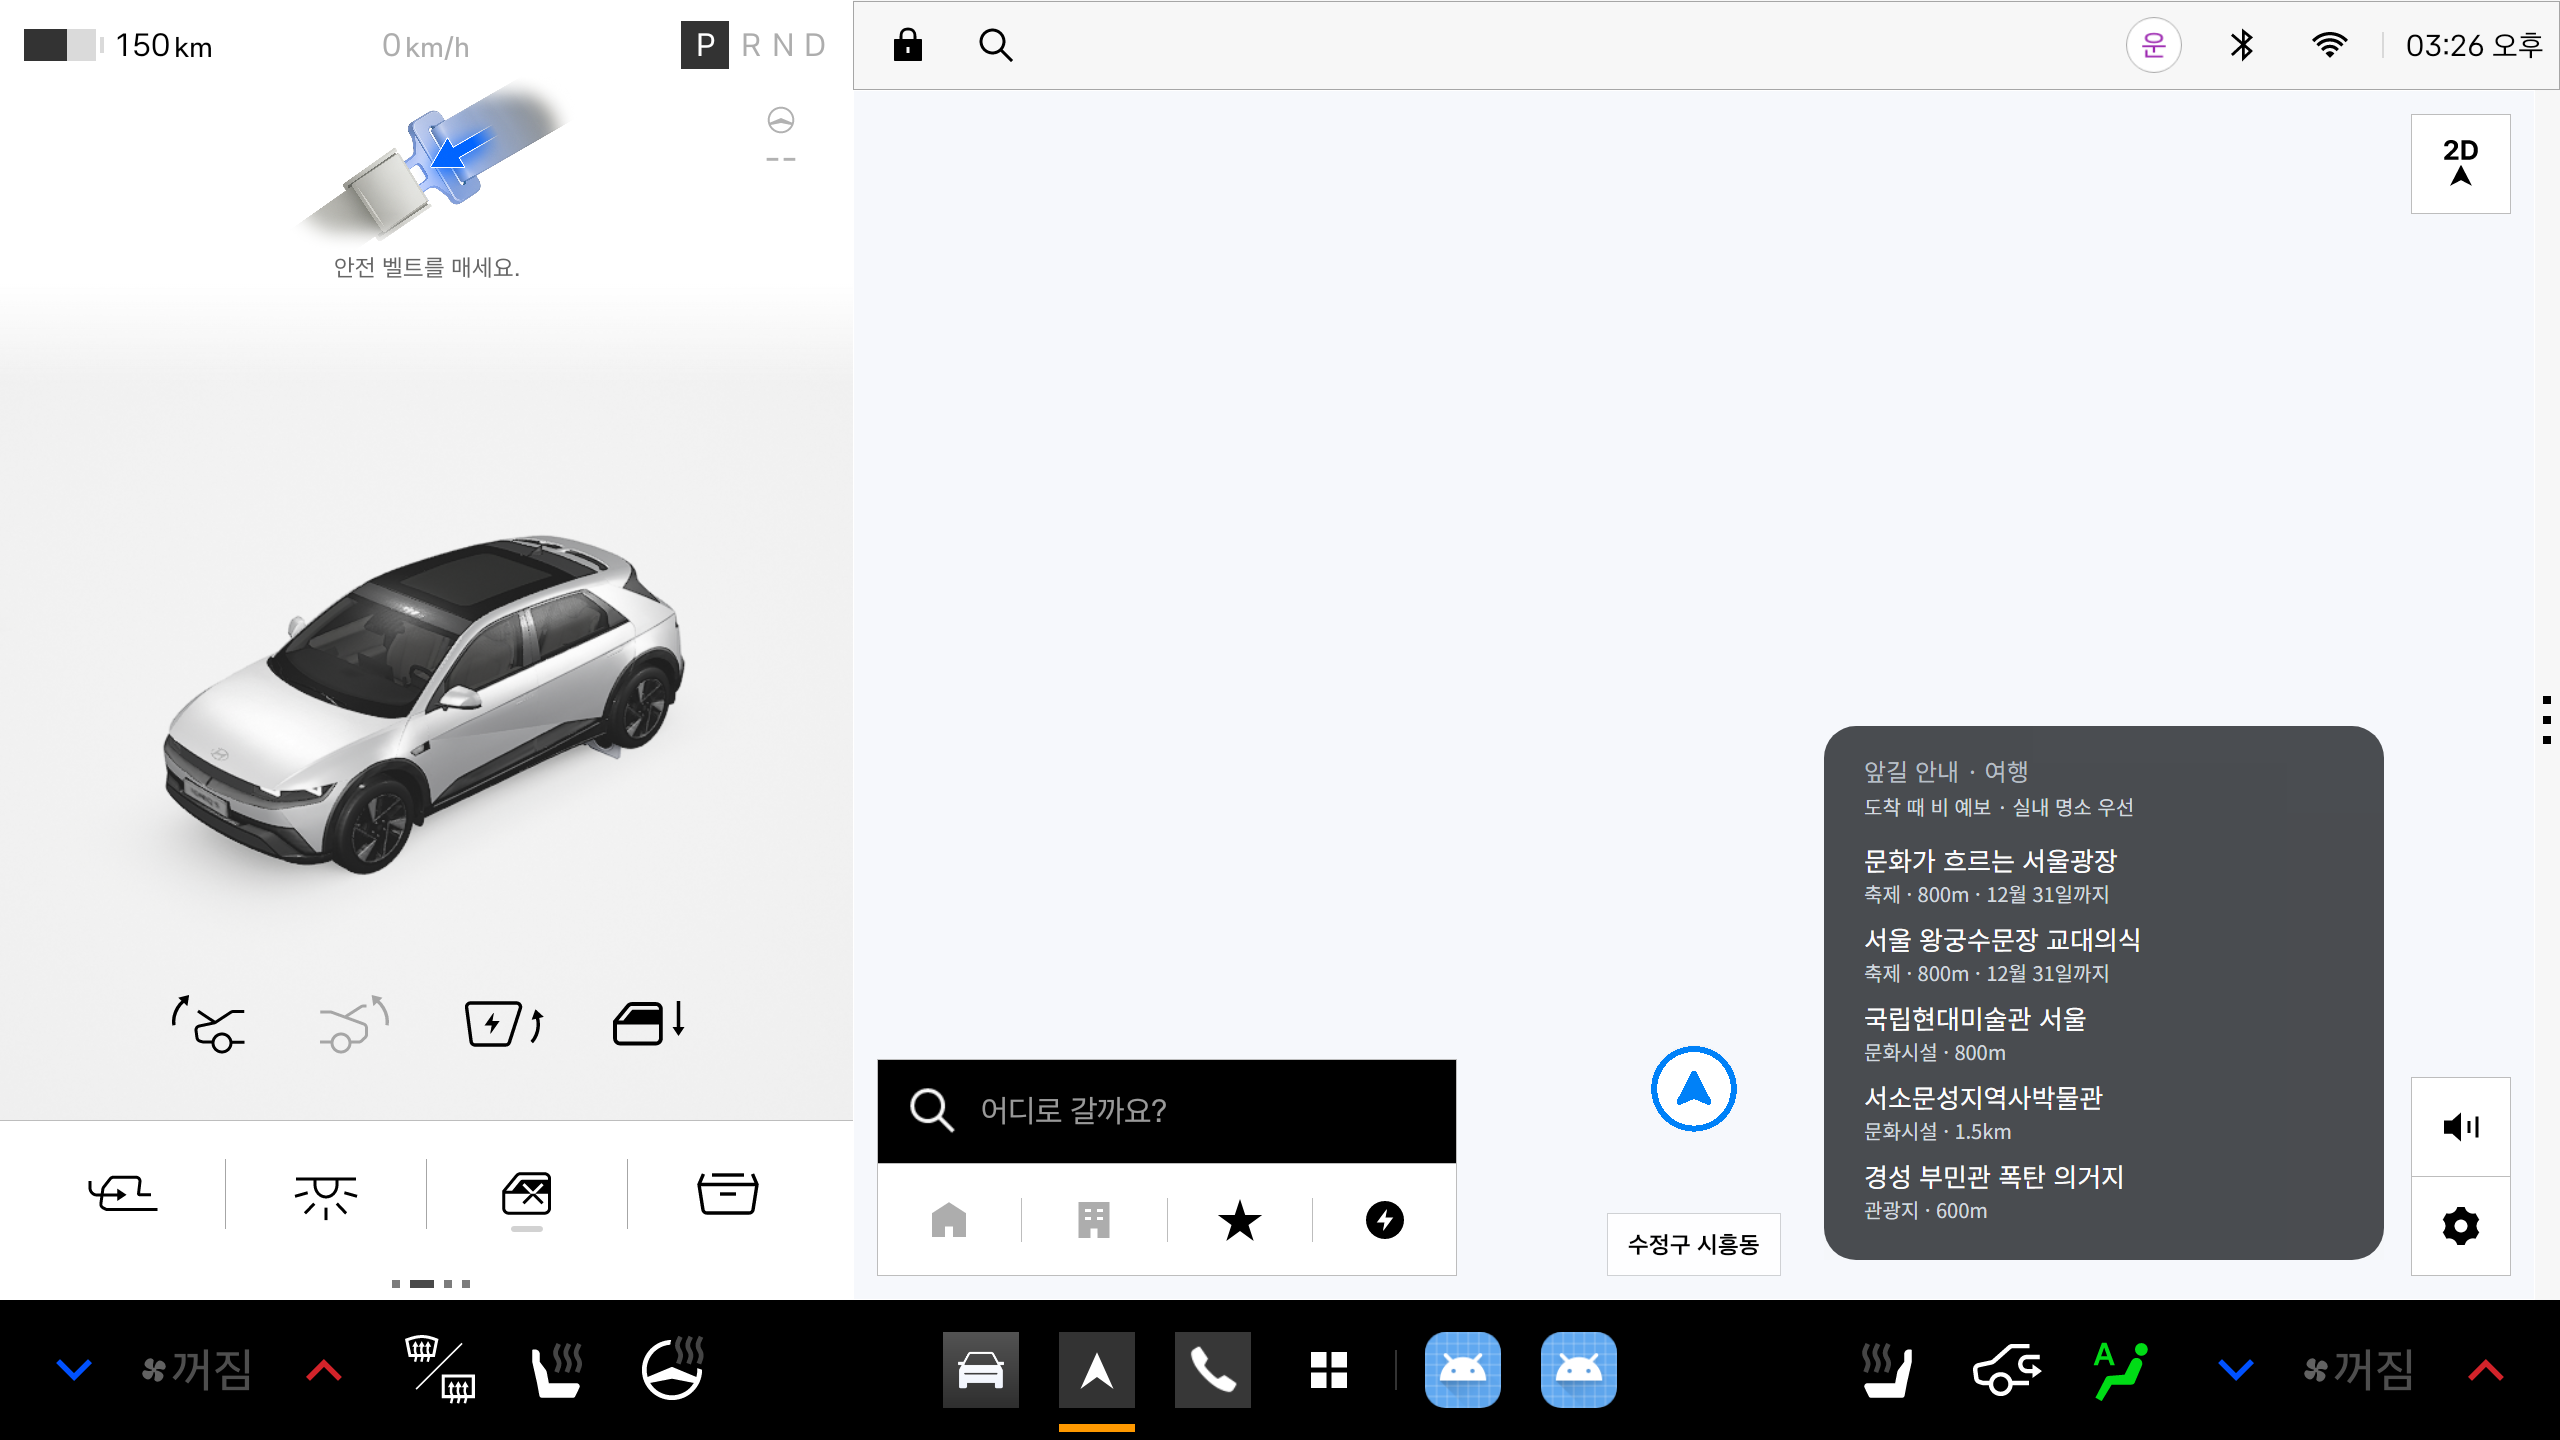 150 km
0 km/h
P R N D
운
03:26 오후
안전 벨트를 매세요.
2D
앞길 안내 · 여행
도착 때 비 예보 · 실내 명소 우선
문화가 흐르는 서울광장
축제 · 800m · 12월 31일까지
서울 왕궁수문장 교대의식
축제 · 800m · 12월 31일까지
국립현대미술관 서울
문화시설 · 800m
서소문성지역사박물관
문화시설 · 1.5km
경성 부민관 폭탄 의거지
관광지 · 600m
어디로 갈까요?
수정구 시흥동
꺼짐
A
꺼짐